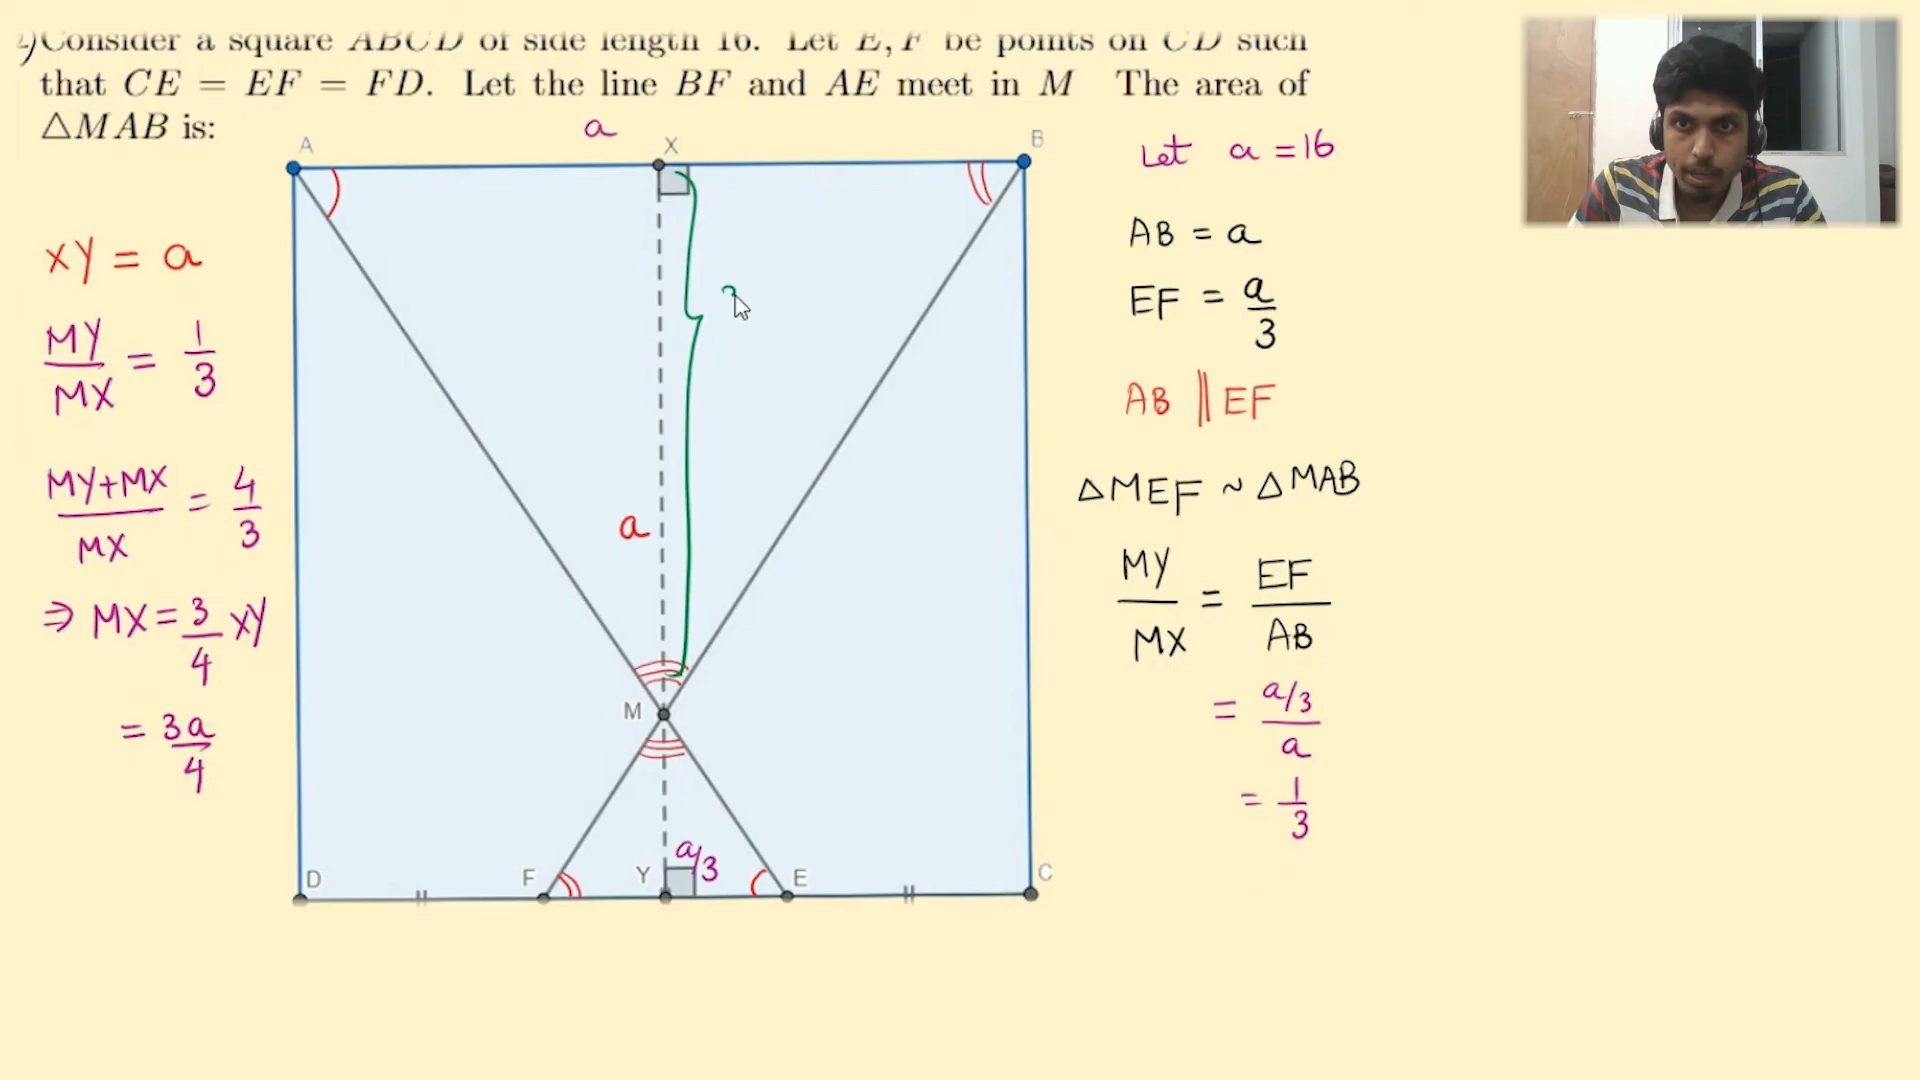 2) Consider a square ABCD of side length 16. Let E, F be points on CD such
that CE = EF = FD. Let the line BF and AE meet in M The area of
△MAB is:
a
A
X
B
XY = a
MY/MX = 1/3
(MY+MX)/MX = 4/3
⇒ MX = 3/4 XY
= 3a/4
a
M
a/3
D
F
Y
E
C
Let a = 16
AB = a
EF = a/3
AB || EF
△MEF ~ △MAB
MY/MX = EF/AB
= (a/3)/a
= 1/3